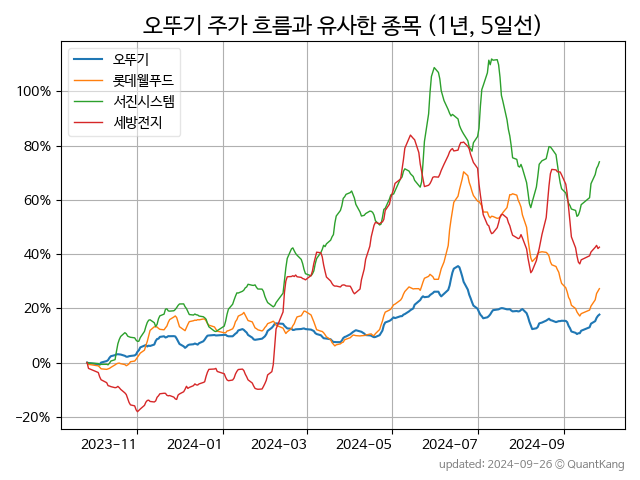 오뚜기 주가 흐름과 유사한 종목 (1년, 5일선)
오뚜기
롯데웰푸드
서진시스템
세방전지
100%
80%
60%
40%
20%
0%
−20%
2023−11
2024−01
2024−03
2024−05
2024−07
2024−09
updated: 2024-09-26 © QuantKang